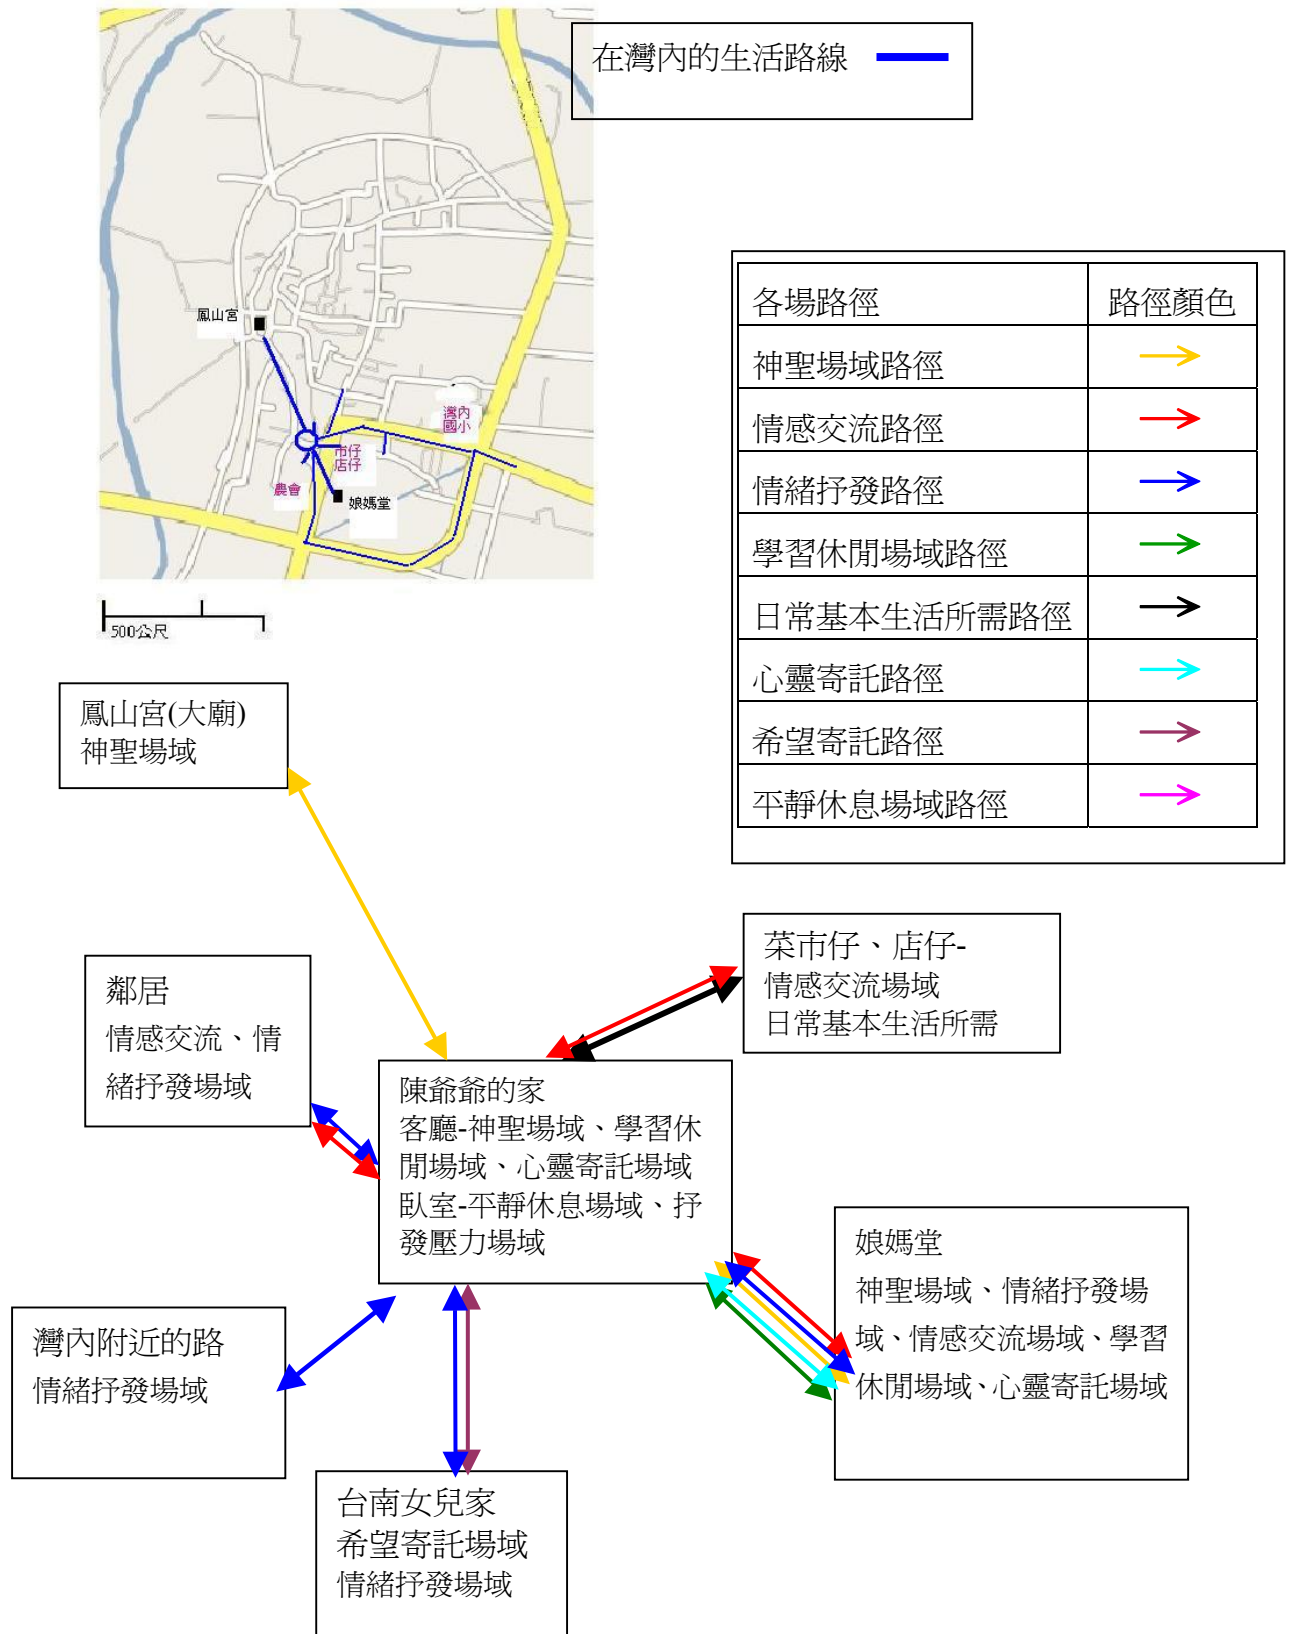 在灣內的生活路線
鳳山宮
灣內
國小
市仔
店仔
農會
娘媽堂
500公尺
各場路徑 路徑顏色
神聖場域路徑
情感交流路徑
情緒抒發路徑
學習休閒場域路徑
日常基本生活所需路徑
心靈寄託路徑
希望寄託路徑
平靜休息場域路徑
鳳山宮(大廟)
神聖場域
菜市仔、店仔-
情感交流場域
日常基本生活所需
鄰居
情感交流、情
緒抒發場域
陳爺爺的家
客廳-神聖場域、學習休
閒場域、心靈寄託場域
臥室-平靜休息場域、抒
發壓力場域
娘媽堂
神聖場域、情緒抒發場
域、情感交流場域、學習
休閒場域、心靈寄託場域
灣內附近的路
情緒抒發場域
台南女兒家
希望寄託場域
情緒抒發場域